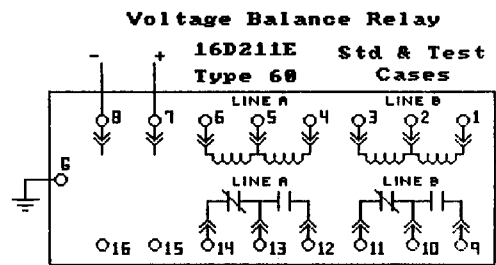 Voltage Balance Relay
16D211E Std & Test
Type 60 Cases
- +
LINE A LINE B
8 7 6 5 4 3 2 1
G
LINE A LINE B
16 15 14 13 12 11 10 9